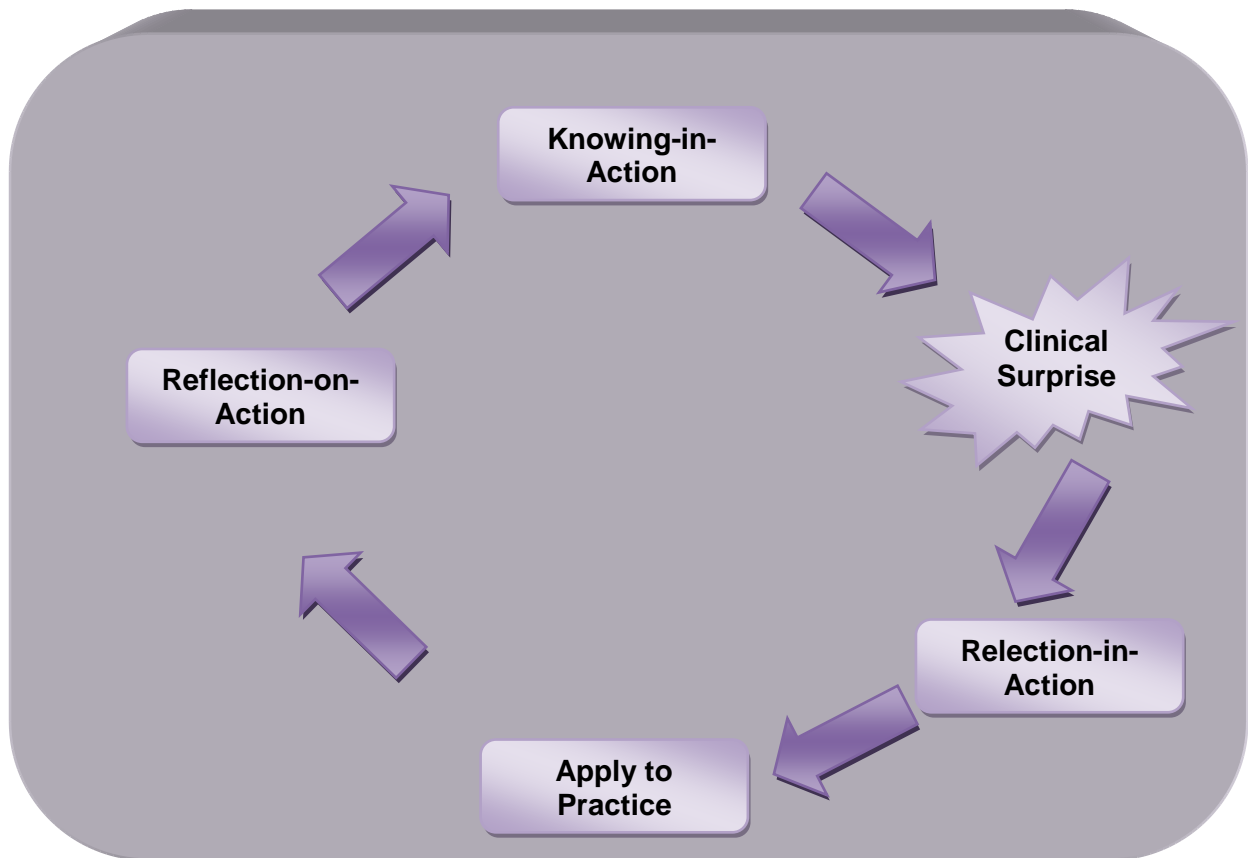 Knowing-in-
Action
Clinical
Surprise
Relection-in-
Action
Apply to
Practice
Reflection-on-
Action